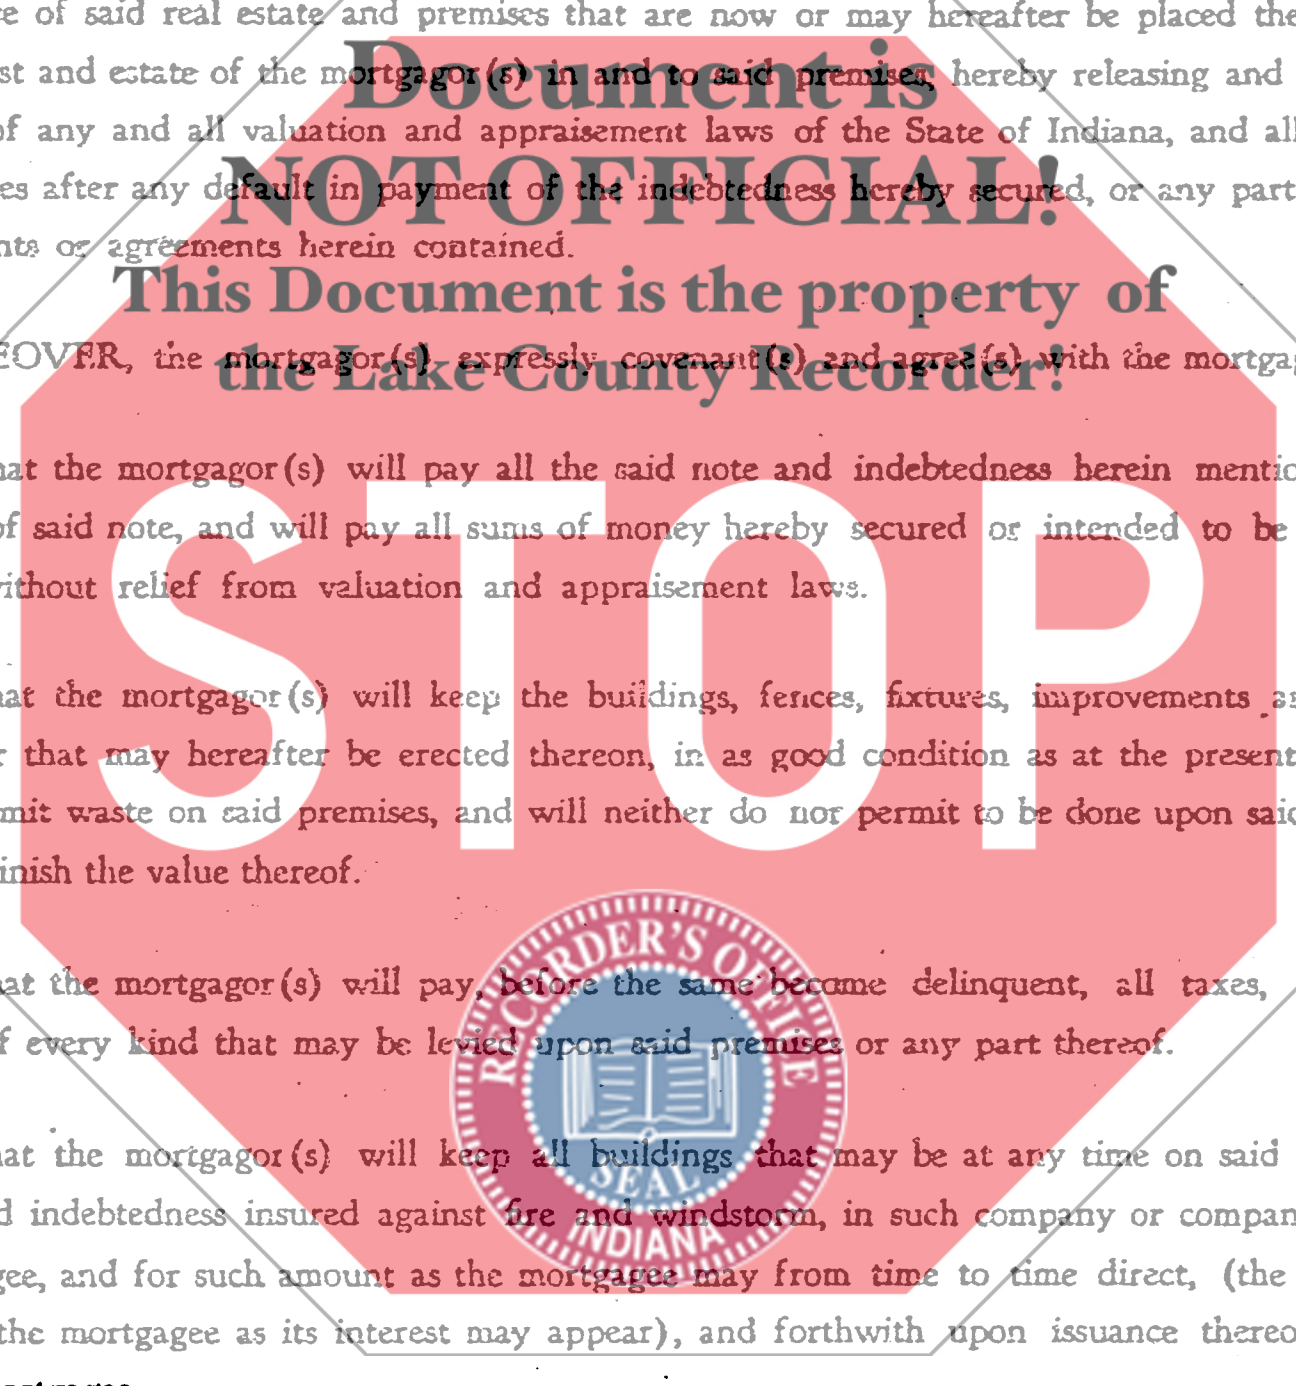 e of said real estate and premises that are now or may hereafter be placed the
Document is
st and estate of the mortgagor(s) in and to said premises, hereby releasing and
of any and all valuation and appraisement laws of the State of Indiana, and all
NOT OFFICIAL!
es after any default in payment of the indebtedness hereby secured, or any part
nts or agreements herein contained.
This Document is the property of
EOVER, the mortgagor(s) expressly covenant(s) and agree(s) with the mortga
the Lake County Recorder!
hat the mortgagor(s) will pay all the said note and indebtedness herein mentio
of said note, and will pay all sums of money hereby secured or intended to be
without relief from valuation and appraisement laws.
STOP
hat the mortgagor(s) will keep the buildings, fences, fixtures, improvements as
r that may hereafter be erected thereon, in as good condition as at the present
mit waste on said premises, and will neither do nor permit to be done upon said
inish the value thereof.
RECORDER'S OFFICE
hat the mortgagor(s) will pay, before the same become delinquent, all taxes,
f every kind that may be levied upon said premises or any part thereof.
hat the mortgagor(s) will keep all buildings that may be at any time on said
SEAL
d indebtedness insured against fire and windstorm, in such company or compan
INDIANA
gee, and for such amount as the mortgagee may from time to time direct, (the
the mortgagee as its interest may appear), and forthwith upon issuance thereo